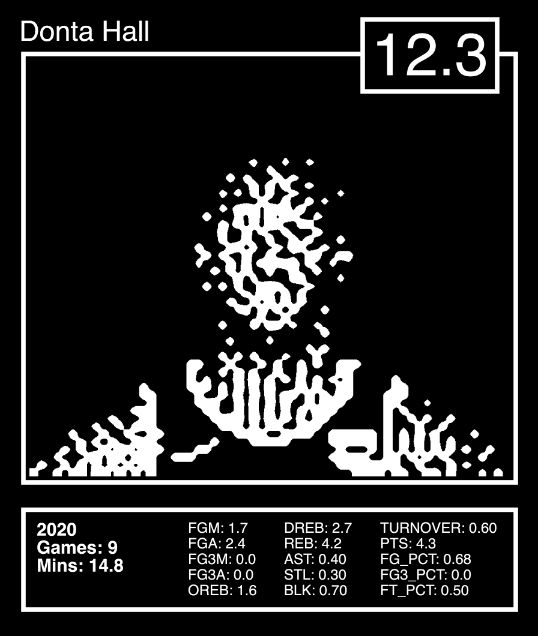 Donta Hall
12.3
2020
Games: 9
Mins: 14.8
FGM: 1.7
FGA: 2.4
FG3M: 0.0
FG3A: 0.0
OREB: 1.6
DREB: 2.7
REB: 4.2
AST: 0.40
STL: 0.30
BLK: 0.70
TURNOVER: 0.60
PTS: 4.3
FG_PCT: 0.68
FG3_PCT: 0.0
FT_PCT: 0.50